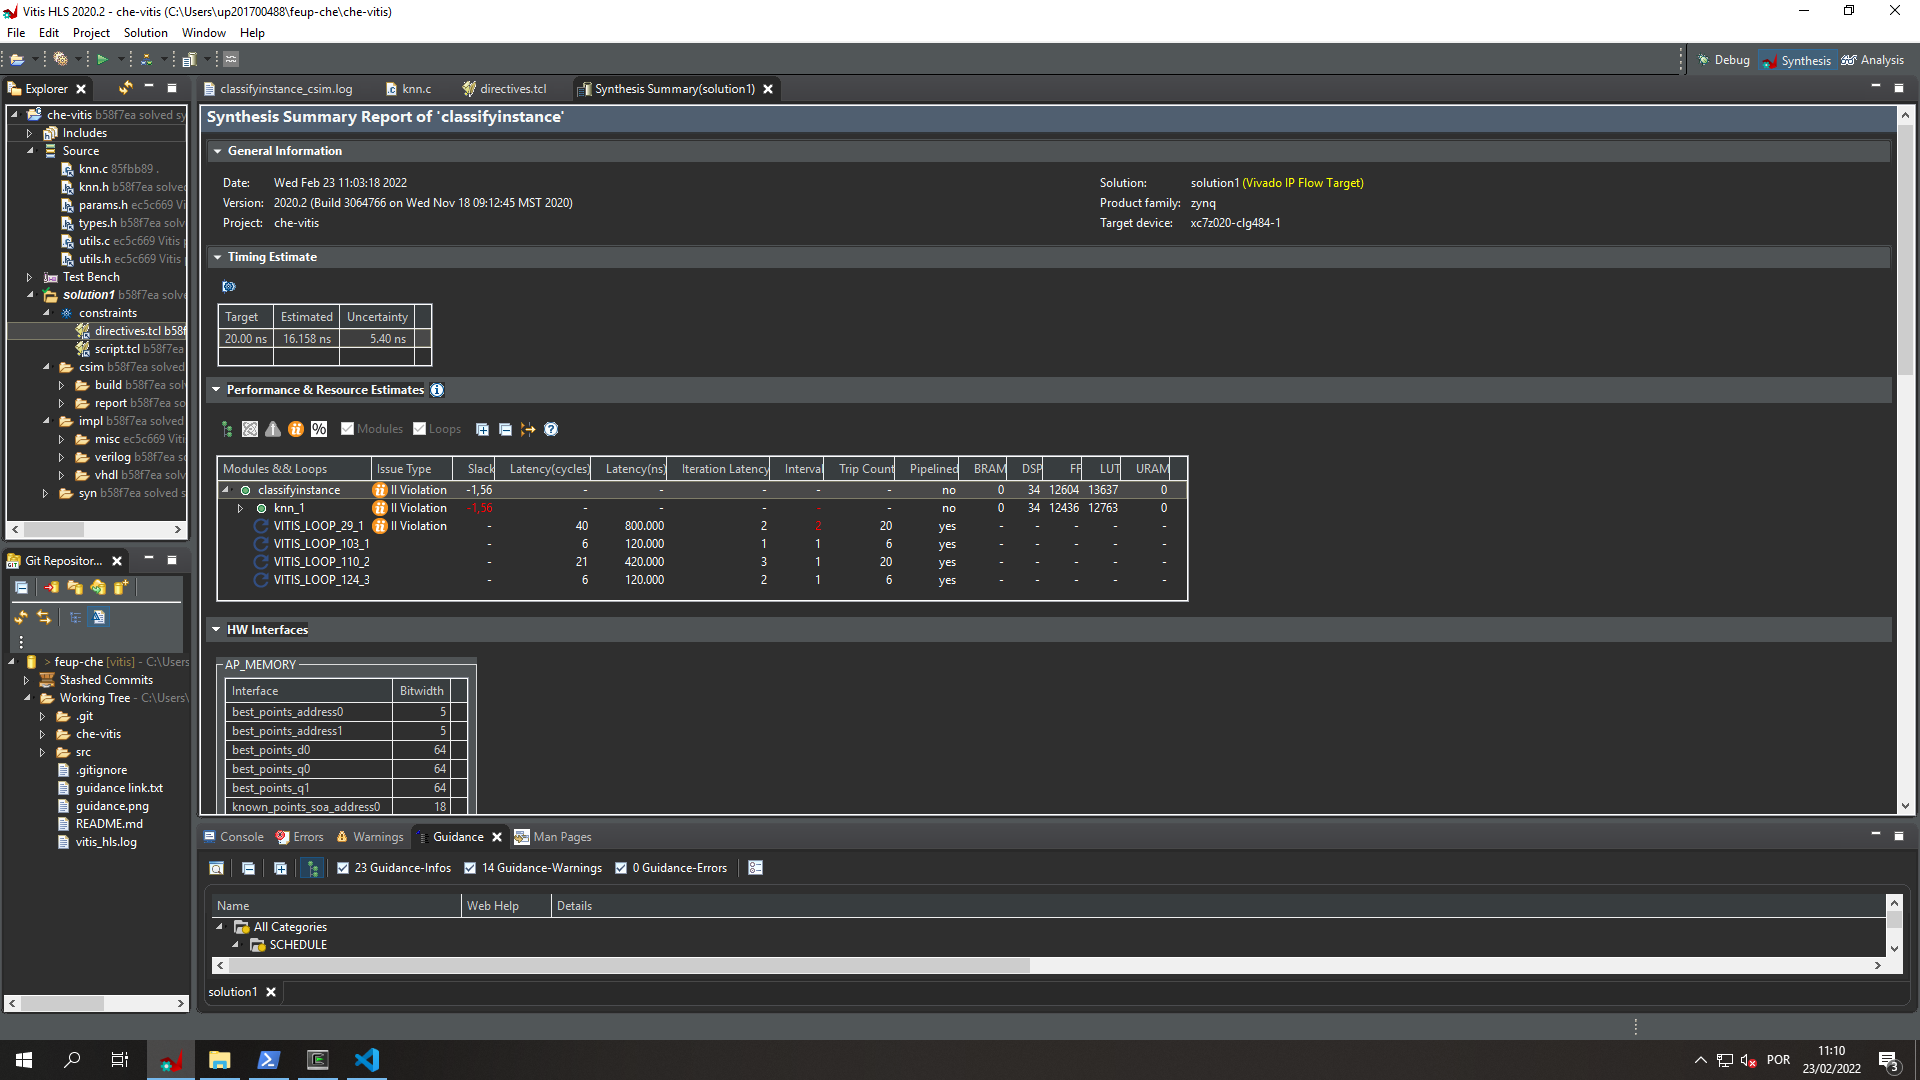 Vitis HLS 2020.2 - che-vitis (C:\Users\up201700488\feup-che\che-vitis)
File Edit Project Solution Window Help
Debug Synthesis Analysis
Explorer
che-vitis b58f7ea solved sy
Includes
Source
knn.c 85fbb89 .
knn.h b58f7ea solved
params.h ec5c669 Vi
types.h b58f7ea solv
utils.c ec5c669 Vitis p
utils.h ec5c669 Vitis
Test Bench
solution1 b58f7ea solve
constraints
directives.tcl b58f
script.tcl b58f7ea
csim b58f7ea solved
build b58f7ea sol
report b58f7ea so
impl b58f7ea solved
misc ec5c669 Viti
verilog b58f7ea s
vhdl b58f7ea solv
syn b58f7ea solved s
classifyinstance_csim.log knn.c directives.tcl Synthesis Summary(solution1)
Synthesis Summary Report of 'classifyinstance'
General Information
Date: Wed Feb 23 11:03:18 2022
Version: 2020.2 (Build 3064766 on Wed Nov 18 09:12:45 MST 2020)
Project: che-vitis
Solution: solution1 (Vivado IP Flow Target)
Product family: zynq
Target device: xc7z020-clg484-1
Timing Estimate
Target Estimated Uncertainty
20.00 ns 16.158 ns 5.40 ns
Performance & Resource Estimates
% Modules Loops
Modules && Loops Issue Type Slack Latency(cycles) Latency(ns) Iteration Latency Interval Trip Count Pipelined BRAM DSP FF LUT URAM
classifyinstance II Violation -1,56 - - - - - no 0 34 12604 13637 0
knn_1 II Violation -1,56 - - - - - no 0 34 12436 12763 0
VITIS_LOOP_29_1 II Violation - 40 800.000 2 2 20 yes - - - - -
VITIS_LOOP_103_1 - 6 120.000 1 1 6 yes - - - - -
VITIS_LOOP_110_2 - 21 420.000 3 1 20 yes - - - - -
VITIS_LOOP_124_3 - 6 120.000 2 1 6 yes - - - - -
HW Interfaces
AP_MEMORY
Interface Bitwidth
best_points_address0 5
best_points_address1 5
best_points_d0 64
best_points_q0 64
best_points_q1 64
known_points_soa_address0 18
Git Repositor...
> feup-che [vitis] - C:\Users
Stashed Commits
Working Tree - C:\Users\
.git
che-vitis
src
.gitignore
guidance link.txt
guidance.png
README.md
vitis_hls.log
Console Errors Warnings Guidance Man Pages
23 Guidance-Infos 14 Guidance-Warnings 0 Guidance-Errors
Name Web Help Details
All Categories
SCHEDULE
solution1
POR
11:10
23/02/2022
3